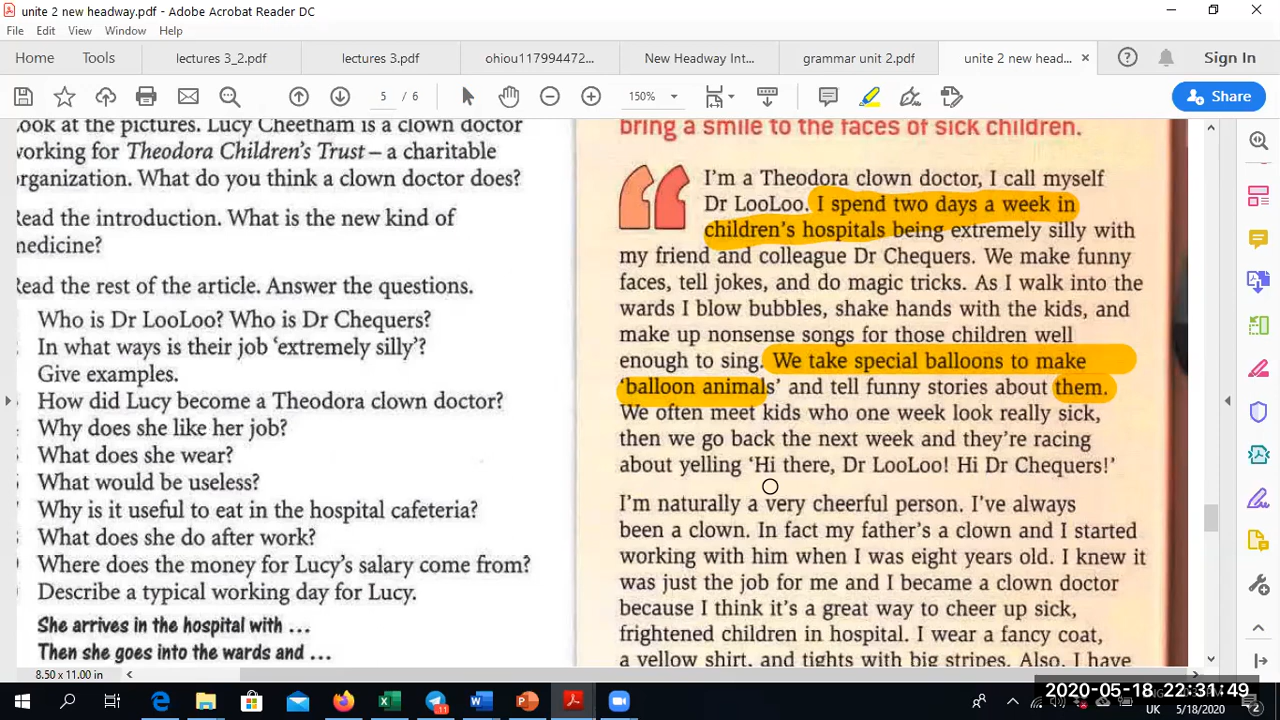 unite 2 new headway.pdf - Adobe Acrobat Reader DC
File Edit View Window Help
Home Tools lectures 3_2.pdf lectures 3.pdf ohiou117994472... New Headway Int... grammar unit 2.pdf unite 2 new head... Sign In
5 / 6 150% Share
ook at the pictures. Lucy Cheetham is a clown doctor
orking for Theodora Children's Trust – a charitable
rganization. What do you think a clown doctor does?
Read the introduction. What is the new kind of
medicine?
Read the rest of the article. Answer the questions.
Who is Dr LooLoo? Who is Dr Chequers?
In what ways is their job 'extremely silly'?
Give examples.
How did Lucy become a Theodora clown doctor?
Why does she like her job?
What does she wear?
What would be useless?
Why is it useful to eat in the hospital cafeteria?
What does she do after work?
Where does the money for Lucy's salary come from?
Describe a typical working day for Lucy.
She arrives in the hospital with …
Then she goes into the wards and …
bring a smile to the faces of sick children.
I'm a Theodora clown doctor, I call myself
Dr LooLoo. I spend two days a week in
children's hospitals being extremely silly with
my friend and colleague Dr Chequers. We make funny
faces, tell jokes, and do magic tricks. As I walk into the
wards I blow bubbles, shake hands with the kids, and
make up nonsense songs for those children well
enough to sing. We take special balloons to make
'balloon animals' and tell funny stories about them.
We often meet kids who one week look really sick,
then we go back the next week and they're racing
about yelling 'Hi there, Dr LooLoo! Hi Dr Chequers!'
I'm naturally a very cheerful person. I've always
been a clown. In fact my father's a clown and I started
working with him when I was eight years old. I knew it
was just the job for me and I became a clown doctor
because I think it's a great way to cheer up sick,
frightened children in hospital. I wear a fancy coat,
a yellow shirt, and tights with big stripes. Also, I have
8.50 x 11.00 in
2020-05-18 22:31:49
UK 5/18/2020